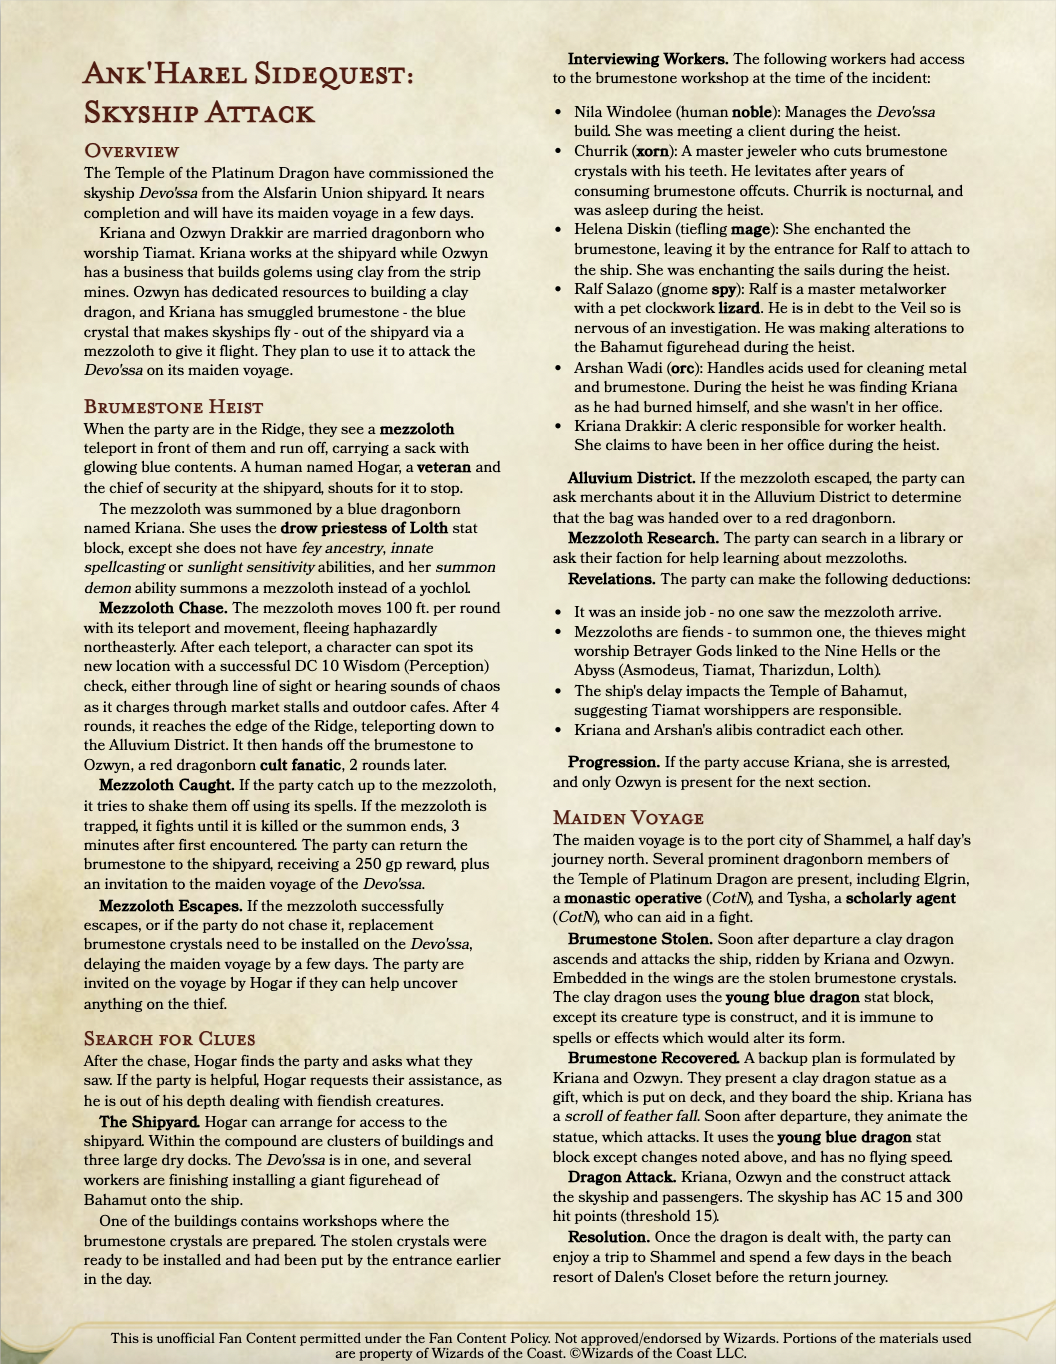 Ank'Harel Sidequest:
Skyship Attack
Overview
The Temple of the Platinum Dragon have commissioned the
skyship Devo'ssa from the Alsfarin Union shipyard. It nears
completion and will have its maiden voyage in a few days.
Kriana and Ozwyn Drakkir are married dragonborn who
worship Tiamat. Kriana works at the shipyard while Ozwyn
has a business that builds golems using clay from the strip
mines. Ozwyn has dedicated resources to building a clay
dragon, and Kriana has smuggled brumestone - the blue
crystal that makes skyships fly - out of the shipyard via a
mezzoloth to give it flight. They plan to use it to attack the
Devo'ssa on its maiden voyage.
Brumestone Heist
When the party are in the Ridge, they see a mezzoloth
teleport in front of them and run off, carrying a sack with
glowing blue contents. A human named Hogar, a veteran and
the chief of security at the shipyard, shouts for it to stop.
The mezzoloth was summoned by a blue dragonborn
named Kriana. She uses the drow priestess of Lolth stat
block, except she does not have fey ancestry, innate
spellcasting or sunlight sensitivity abilities, and her summon
demon ability summons a mezzoloth instead of a yochlol.
Mezzoloth Chase. The mezzoloth moves 100 ft. per round
with its teleport and movement, fleeing haphazardly
northeasterly. After each teleport, a character can spot its
new location with a successful DC 10 Wisdom (Perception)
check, either through line of sight or hearing sounds of chaos
as it charges through market stalls and outdoor cafes. After 4
rounds, it reaches the edge of the Ridge, teleporting down to
the Alluvium District. It then hands off the brumestone to
Ozwyn, a red dragonborn cult fanatic, 2 rounds later.
Mezzoloth Caught. If the party catch up to the mezzoloth,
it tries to shake them off using its spells. If the mezzoloth is
trapped, it fights until it is killed or the summon ends, 3
minutes after first encountered. The party can return the
brumestone to the shipyard, receiving a 250 gp reward, plus
an invitation to the maiden voyage of the Devo'ssa.
Mezzoloth Escapes. If the mezzoloth successfully
escapes, or if the party do not chase it, replacement
brumestone crystals need to be installed on the Devo'ssa,
delaying the maiden voyage by a few days. The party are
invited on the voyage by Hogar if they can help uncover
anything on the thief.
Search for Clues
After the chase, Hogar finds the party and asks what they
saw. If the party is helpful, Hogar requests their assistance, as
he is out of his depth dealing with fiendish creatures.
The Shipyard. Hogar can arrange for access to the
shipyard. Within the compound are clusters of buildings and
three large dry docks. The Devo'ssa is in one, and several
workers are finishing installing a giant figurehead of
Bahamut onto the ship.
One of the buildings contains workshops where the
brumestone crystals are prepared. The stolen crystals were
ready to be installed and had been put by the entrance earlier
in the day.
Interviewing Workers. The following workers had access
to the brumestone workshop at the time of the incident:
• Nila Windolee (human noble): Manages the Devo'ssa
build. She was meeting a client during the heist.
• Churrik (xorn): A master jeweler who cuts brumestone
crystals with his teeth. He levitates after years of
consuming brumestone offcuts. Churrik is nocturnal, and
was asleep during the heist.
• Helena Diskin (tiefling mage): She enchanted the
brumestone, leaving it by the entrance for Ralf to attach to
the ship. She was enchanting the sails during the heist.
• Ralf Salazo (gnome spy): Ralf is a master metalworker
with a pet clockwork lizard. He is in debt to the Veil so is
nervous of an investigation. He was making alterations to
the Bahamut figurehead during the heist.
• Arshan Wadi (orc): Handles acids used for cleaning metal
and brumestone. During the heist he was finding Kriana
as he had burned himself, and she wasn't in her office.
• Kriana Drakkir: A cleric responsible for worker health.
She claims to have been in her office during the heist.
Alluvium District. If the mezzoloth escaped, the party can
ask merchants about it in the Alluvium District to determine
that the bag was handed over to a red dragonborn.
Mezzoloth Research. The party can search in a library or
ask their faction for help learning about mezzoloths.
Revelations. The party can make the following deductions:
• It was an inside job - no one saw the mezzoloth arrive.
• Mezzoloths are fiends - to summon one, the thieves might
worship Betrayer Gods linked to the Nine Hells or the
Abyss (Asmodeus, Tiamat, Tharizdun, Lolth).
• The ship's delay impacts the Temple of Bahamut,
suggesting Tiamat worshippers are responsible.
• Kriana and Arshan's alibis contradict each other.
Progression. If the party accuse Kriana, she is arrested,
and only Ozwyn is present for the next section.
Maiden Voyage
The maiden voyage is to the port city of Shammel, a half day's
journey north. Several prominent dragonborn members of
the Temple of Platinum Dragon are present, including Elgrin,
a monastic operative (CotN), and Tysha, a scholarly agent
(CotN), who can aid in a fight.
Brumestone Stolen. Soon after departure a clay dragon
ascends and attacks the ship, ridden by Kriana and Ozwyn.
Embedded in the wings are the stolen brumestone crystals.
The clay dragon uses the young blue dragon stat block,
except its creature type is construct, and it is immune to
spells or effects which would alter its form.
Brumestone Recovered. A backup plan is formulated by
Kriana and Ozwyn. They present a clay dragon statue as a
gift, which is put on deck, and they board the ship. Kriana has
a scroll of feather fall. Soon after departure, they animate the
statue, which attacks. It uses the young blue dragon stat
block except changes noted above, and has no flying speed.
Dragon Attack. Kriana, Ozwyn and the construct attack
the skyship and passengers. The skyship has AC 15 and 300
hit points (threshold 15).
Resolution. Once the dragon is dealt with, the party can
enjoy a trip to Shammel and spend a few days in the beach
resort of Dalen's Closet before the return journey.
This is unofficial Fan Content permitted under the Fan Content Policy. Not approved/endorsed by Wizards. Portions of the materials used
are property of Wizards of the Coast. ©Wizards of the Coast LLC.